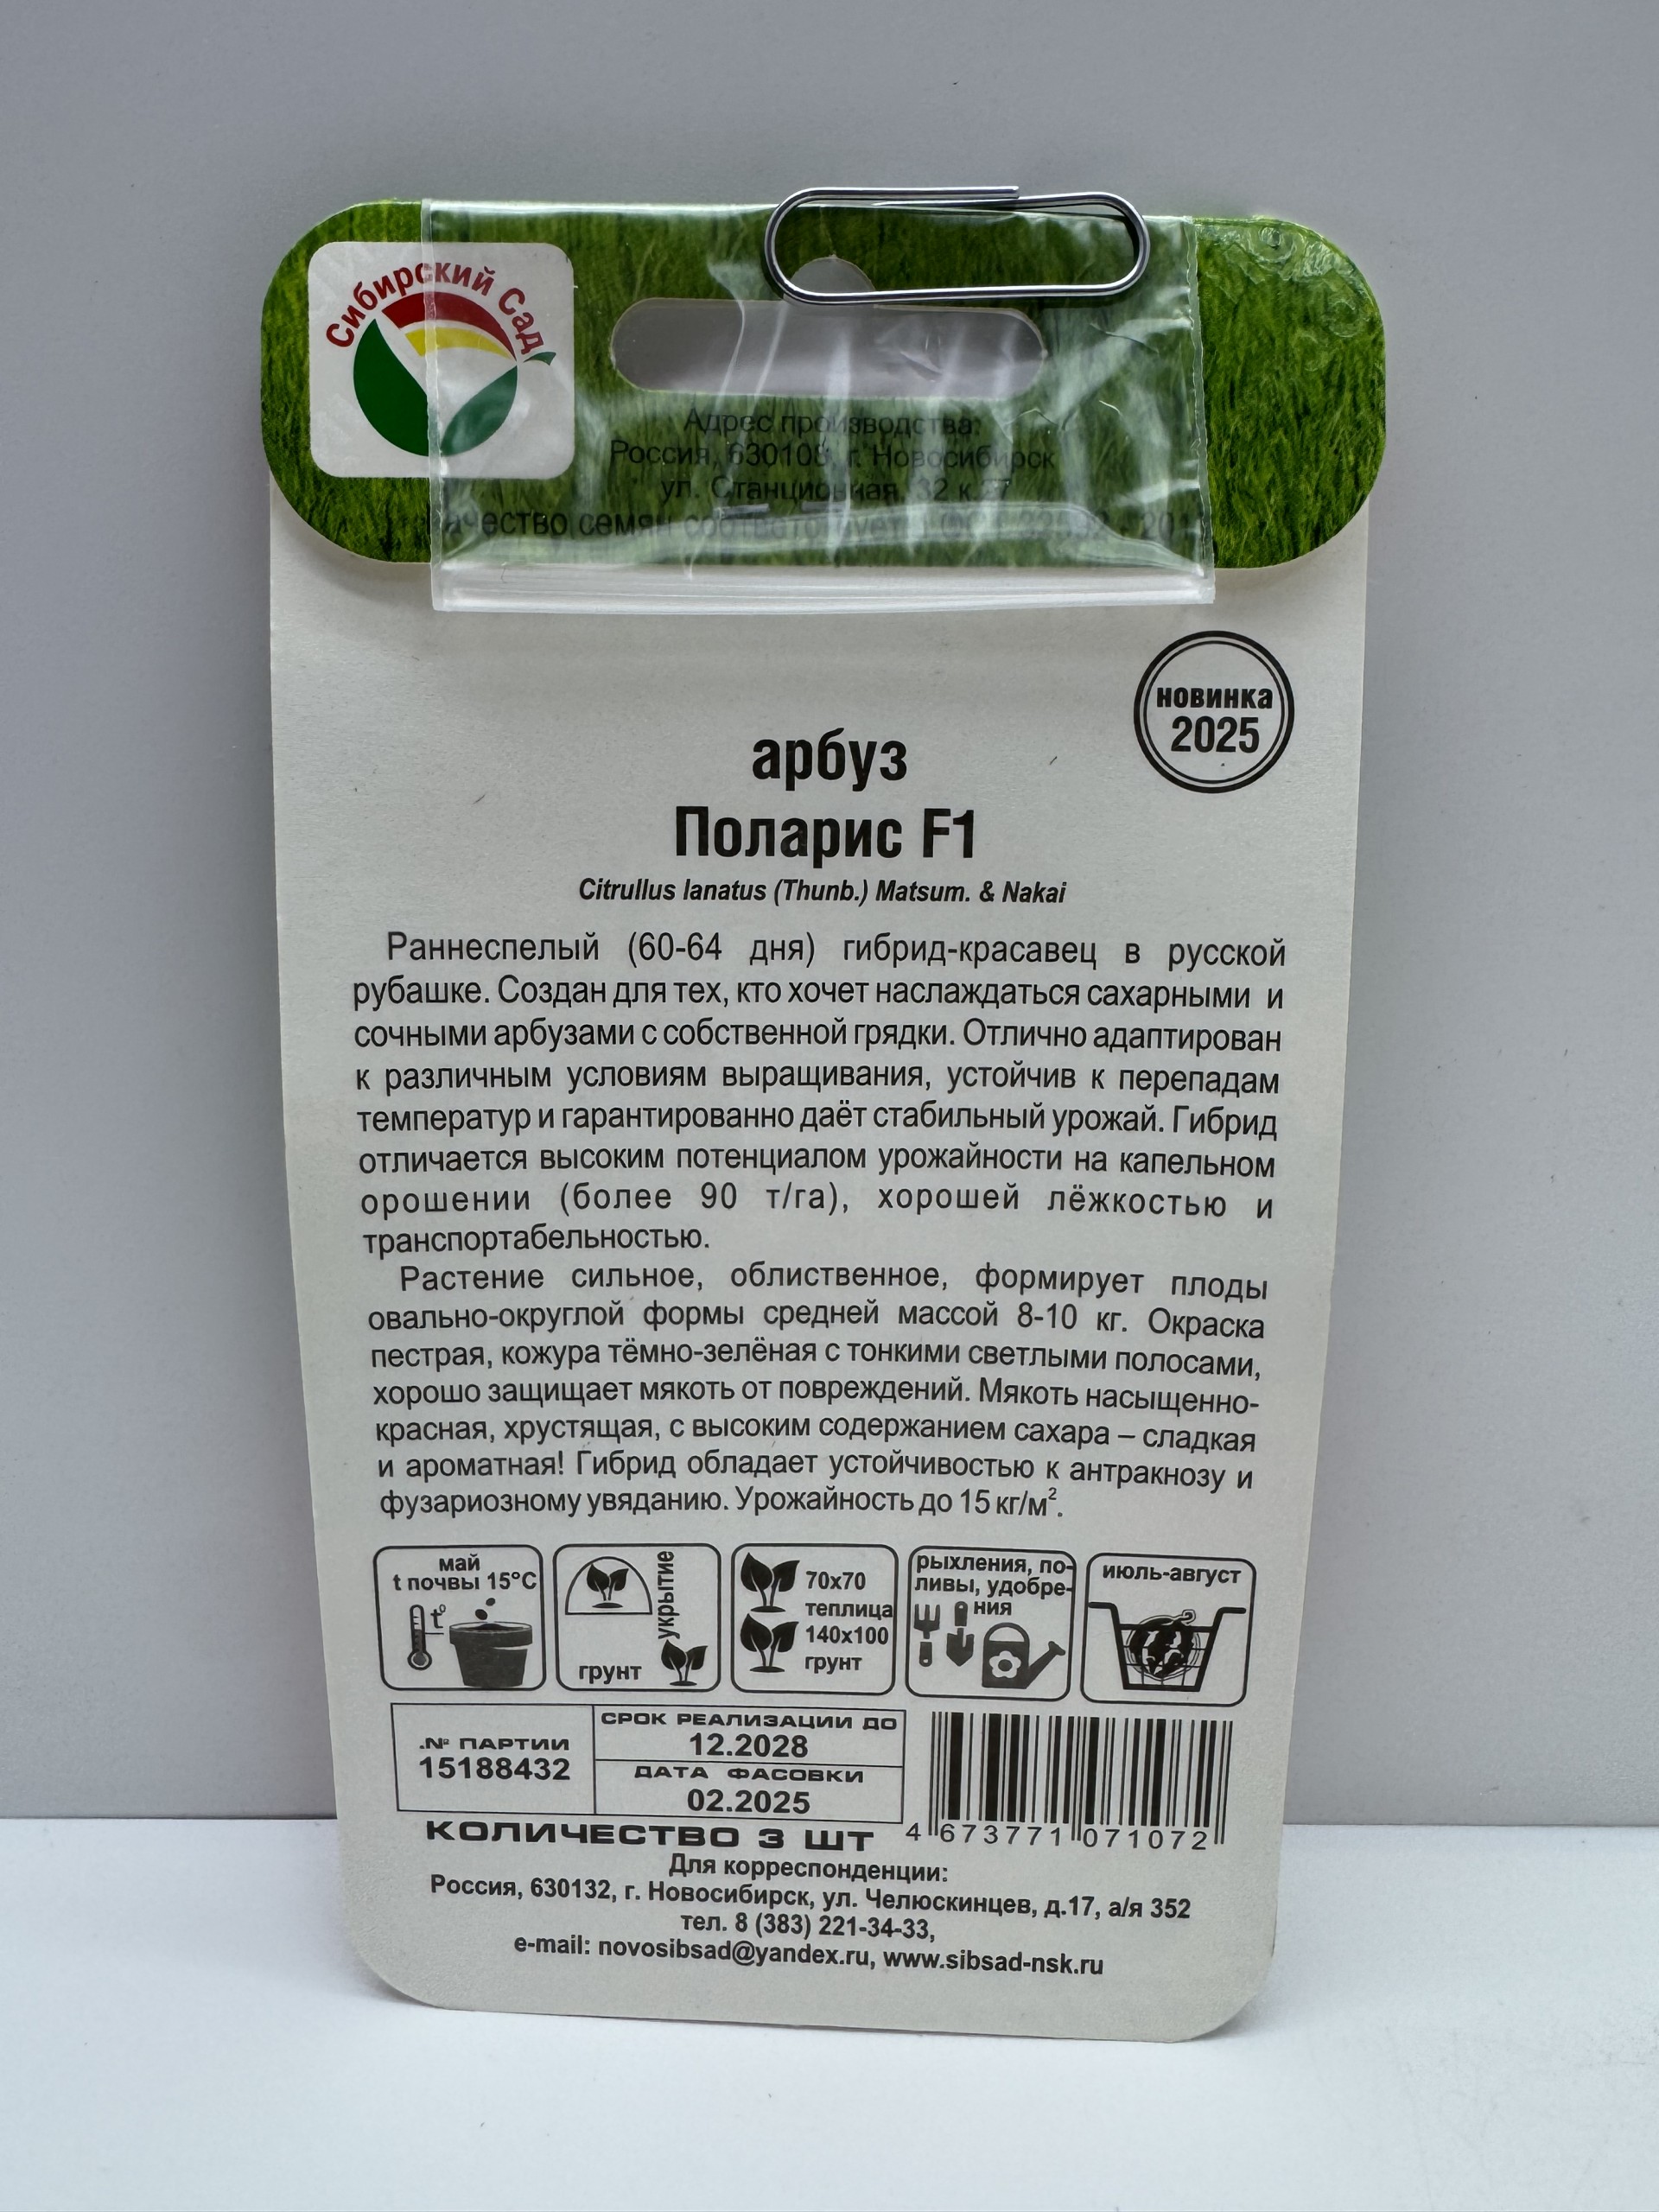 Сибирский Сад
Адрес производства:
Россия, 630108, г. Новосибирск
ул. Станционная, 32 к.27
качество семян соответствует
новинка
2025
арбуз
Поларис F1
Citrullus lanatus (Thunb.) Matsum. & Nakai
Раннеспелый (60-64 дня) гибрид-красавец в русской
рубашке. Создан для тех, кто хочет наслаждаться сахарными и
сочными арбузами с собственной грядки. Отлично адаптирован
к различным условиям выращивания, устойчив к перепадам
температур и гарантированно даёт стабильный урожай. Гибрид
отличается высоким потенциалом урожайности на капельном
орошении (более 90 т/га), хорошей лёжкостью и
транспортабельностью.
Растение сильное, облиственное, формирует плоды
овально-округлой формы средней массой 8-10 кг. Окраска
пестрая, кожура тёмно-зелёная с тонкими светлыми полосами,
хорошо защищает мякоть от повреждений. Мякоть насыщенно-
красная, хрустящая, с высоким содержанием сахара – сладкая
и ароматная! Гибрид обладает устойчивостью к антракнозу и
фузариозному увяданию. Урожайность до 15 кг/м².
май
t почвы 15°C
t°
укрытие
грунт
70х70
теплица
140х100
грунт
рыхления, по-
ливы, удобре-
ния
июль-август
№ ПАРТИИ
15188432
СРОК РЕАЛИЗАЦИИ ДО
12.2028
ДАТА ФАСОВКИ
02.2025
КОЛИЧЕСТВО 3 ШТ
4 673771 071072
Для корреспонденции:
Россия, 630132, г. Новосибирск, ул. Челюскинцев, д.17, а/я 352
тел. 8 (383) 221-34-33,
e-mail: novosibsad@yandex.ru, www.sibsad-nsk.ru